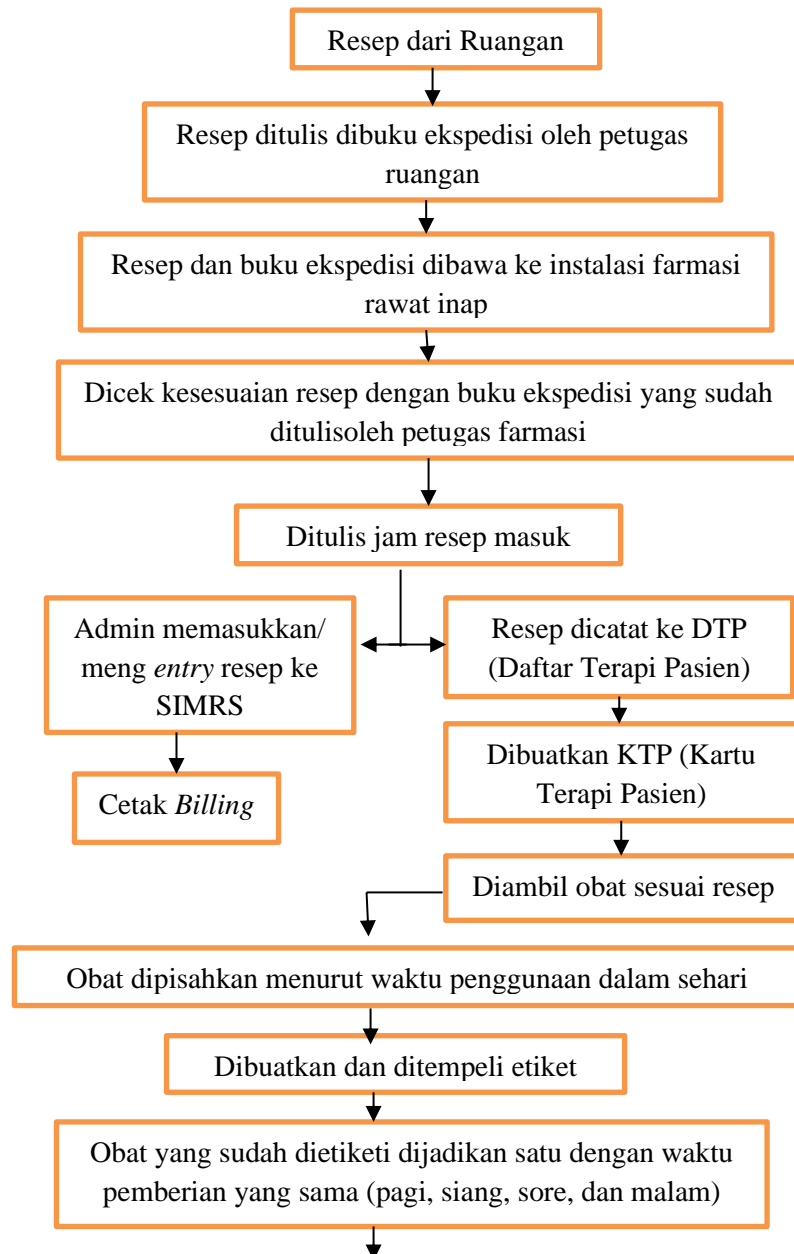 Resep dari Ruangan
Resep ditulis dibuku ekspedisi oleh petugas
ruangan
Resep dan buku ekspedisi dibawa ke instalasi farmasi
rawat inap
Dicek kesesuaian resep dengan buku ekspedisi yang sudah
ditulisoleh petugas farmasi
Ditulis jam resep masuk
Admin memasukkan/
meng entry resep ke
SIMRS
Cetak Billing
Resep dicatat ke DTP
(Daftar Terapi Pasien)
Dibuatkan KTP (Kartu
Terapi Pasien)
Diambil obat sesuai resep
Obat dipisahkan menurut waktu penggunaan dalam sehari
Dibuatkan dan ditempeli etiket
Obat yang sudah dietiketi dijadikan satu dengan waktu
pemberian yang sama (pagi, siang, sore, dan malam)